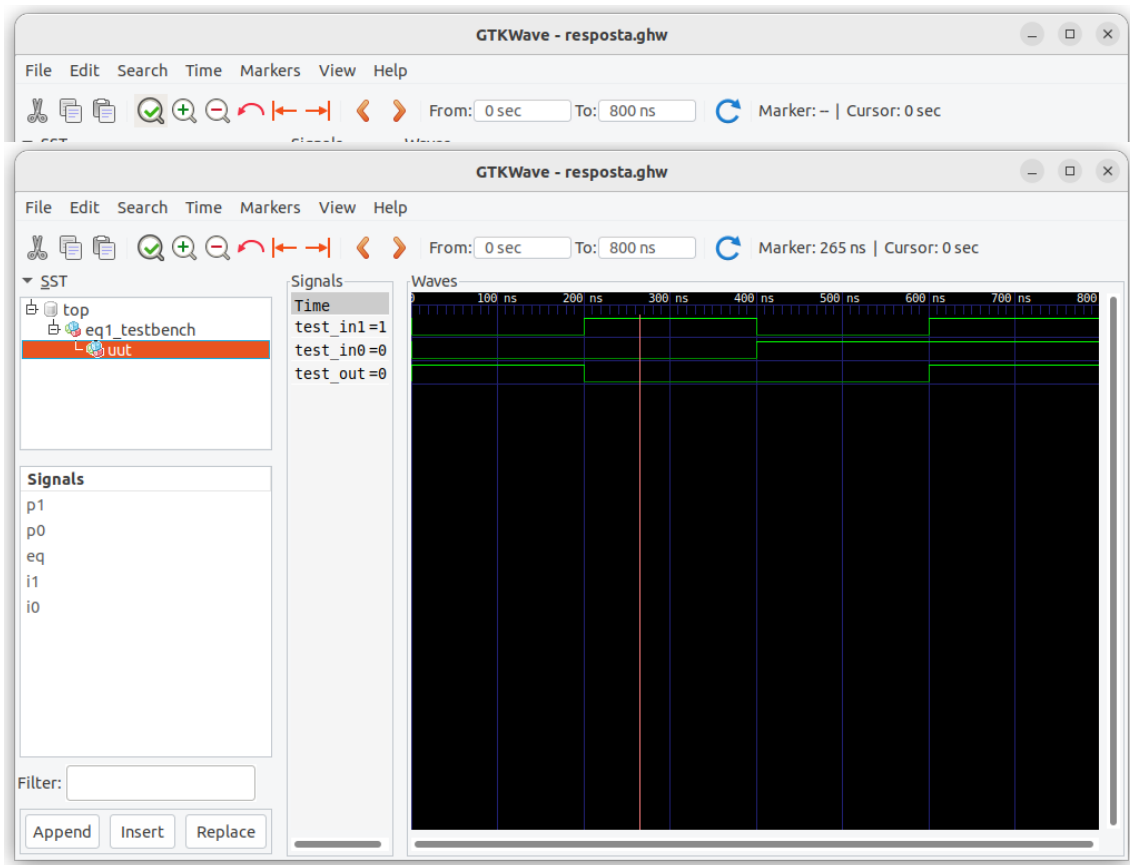 GTKWave - resposta.ghw
File Edit Search Time Markers View Help
From: 0 sec To: 800 ns Marker: -- | Cursor: 0 sec
GTKWave - resposta.ghw
File Edit Search Time Markers View Help
From: 0 sec To: 800 ns Marker: 265 ns | Cursor: 0 sec
SST
top
eq1_testbench
uut
Signals
p1
p0
eq
i1
i0
Filter:
Append Insert Replace
Signals
Time
test_in1 =1
test_in0 =0
test_out =0
Waves
0 100 ns 200 ns 300 ns 400 ns 500 ns 600 ns 700 ns 800